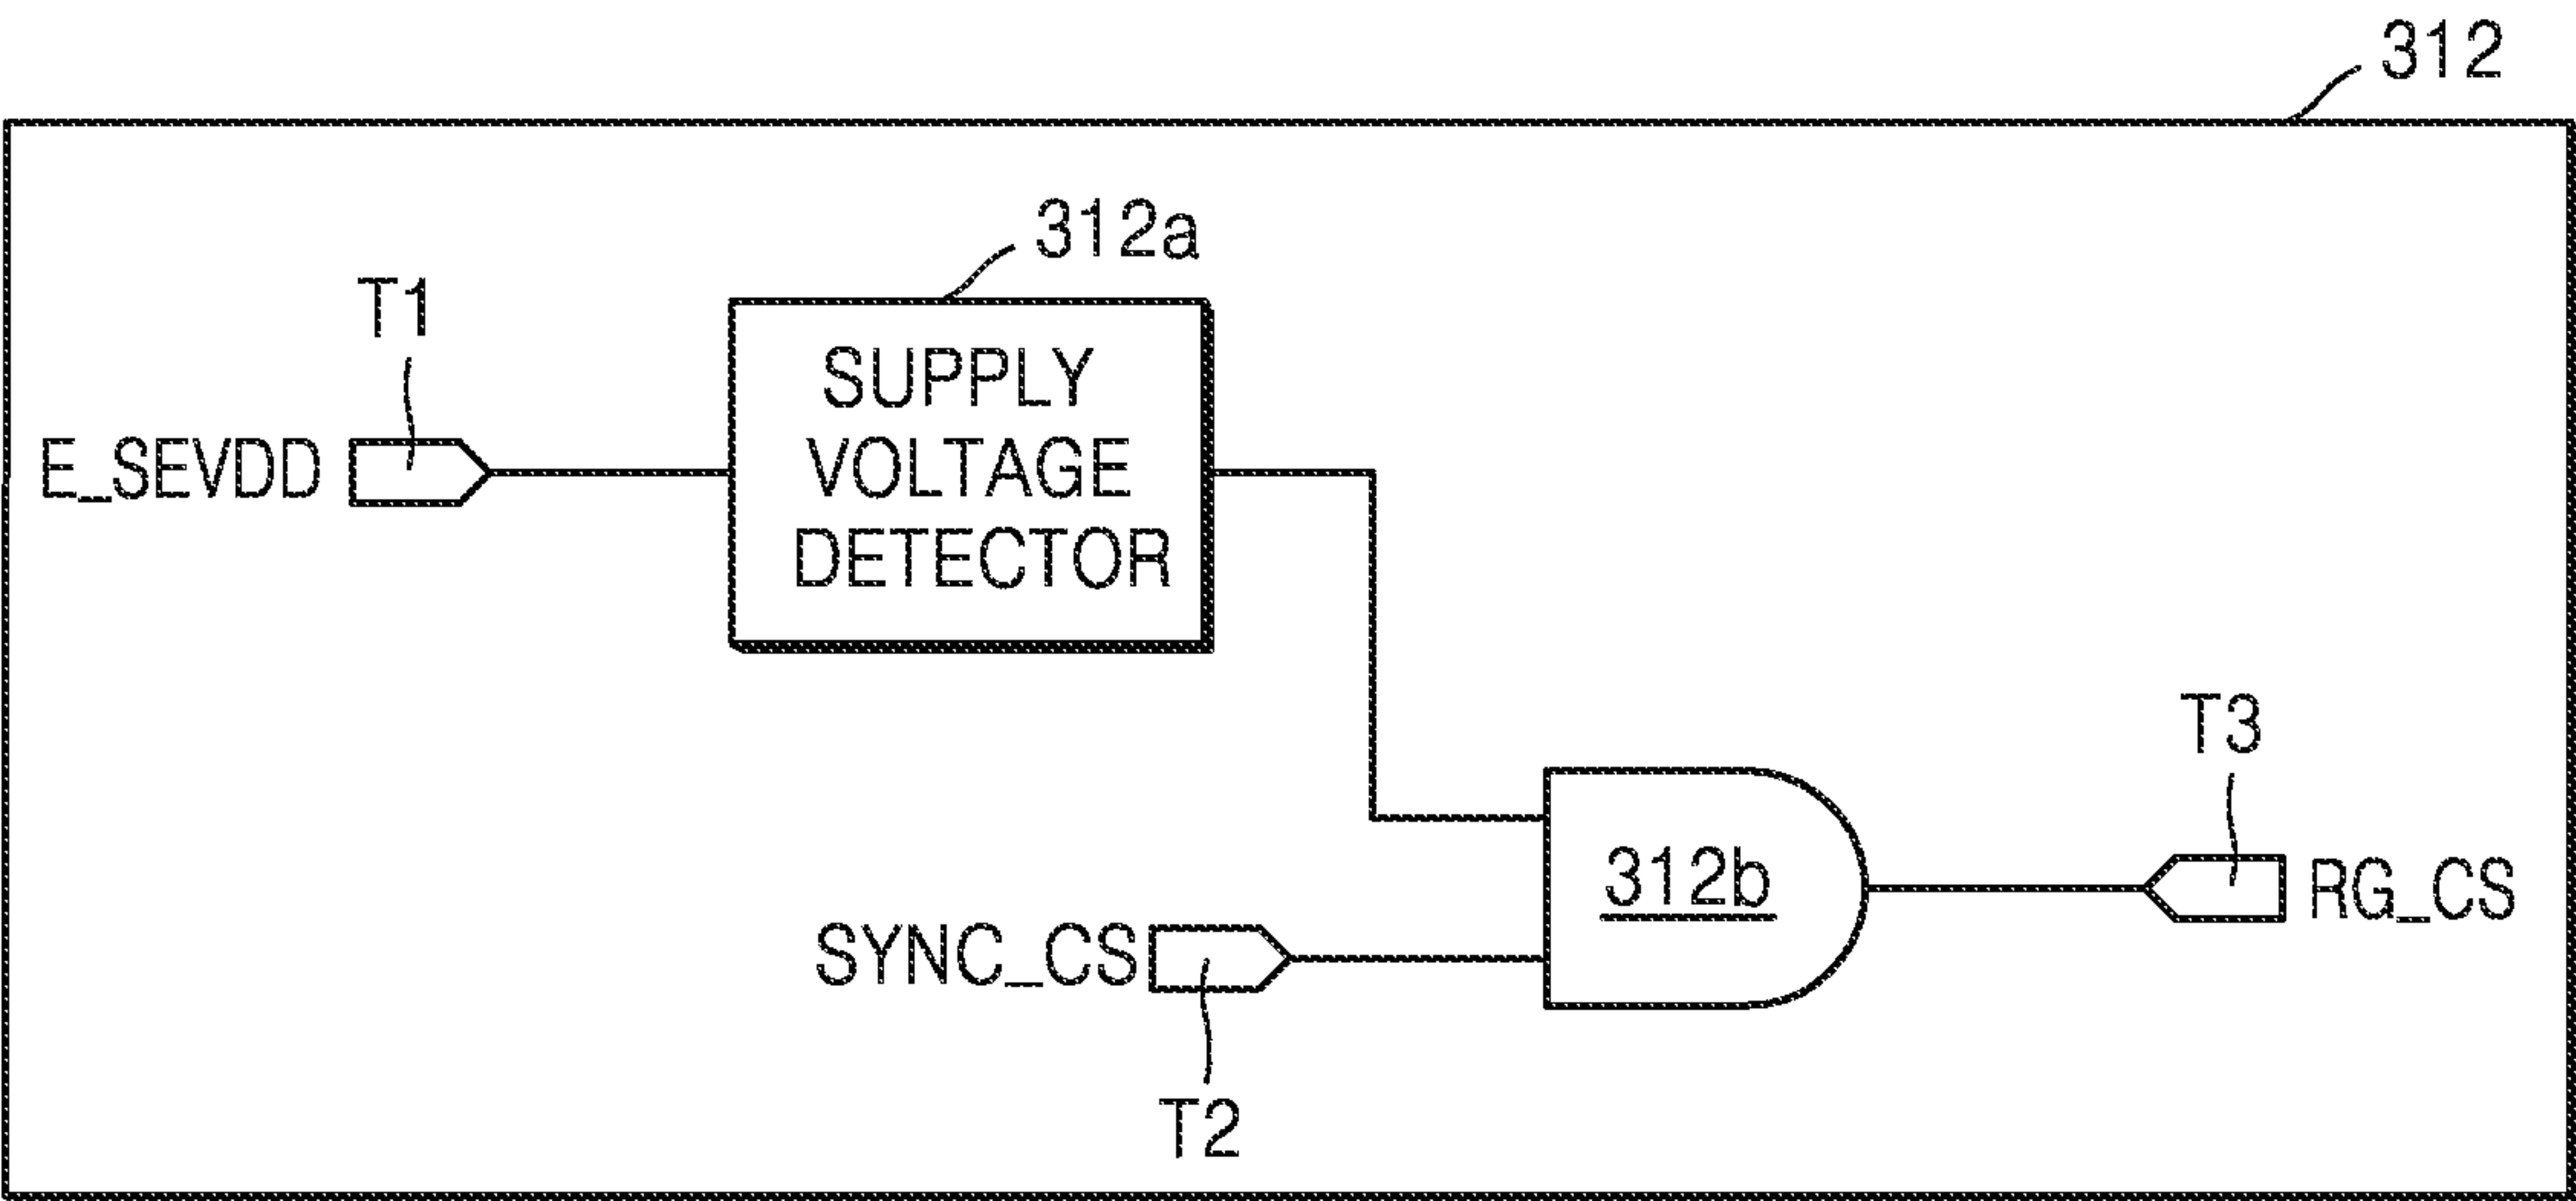 312
312a
T1
SUPPLY
VOLTAGE
DETECTOR
E_SEVDD
T3
312b
RG_CS
SYNC_CS
T2